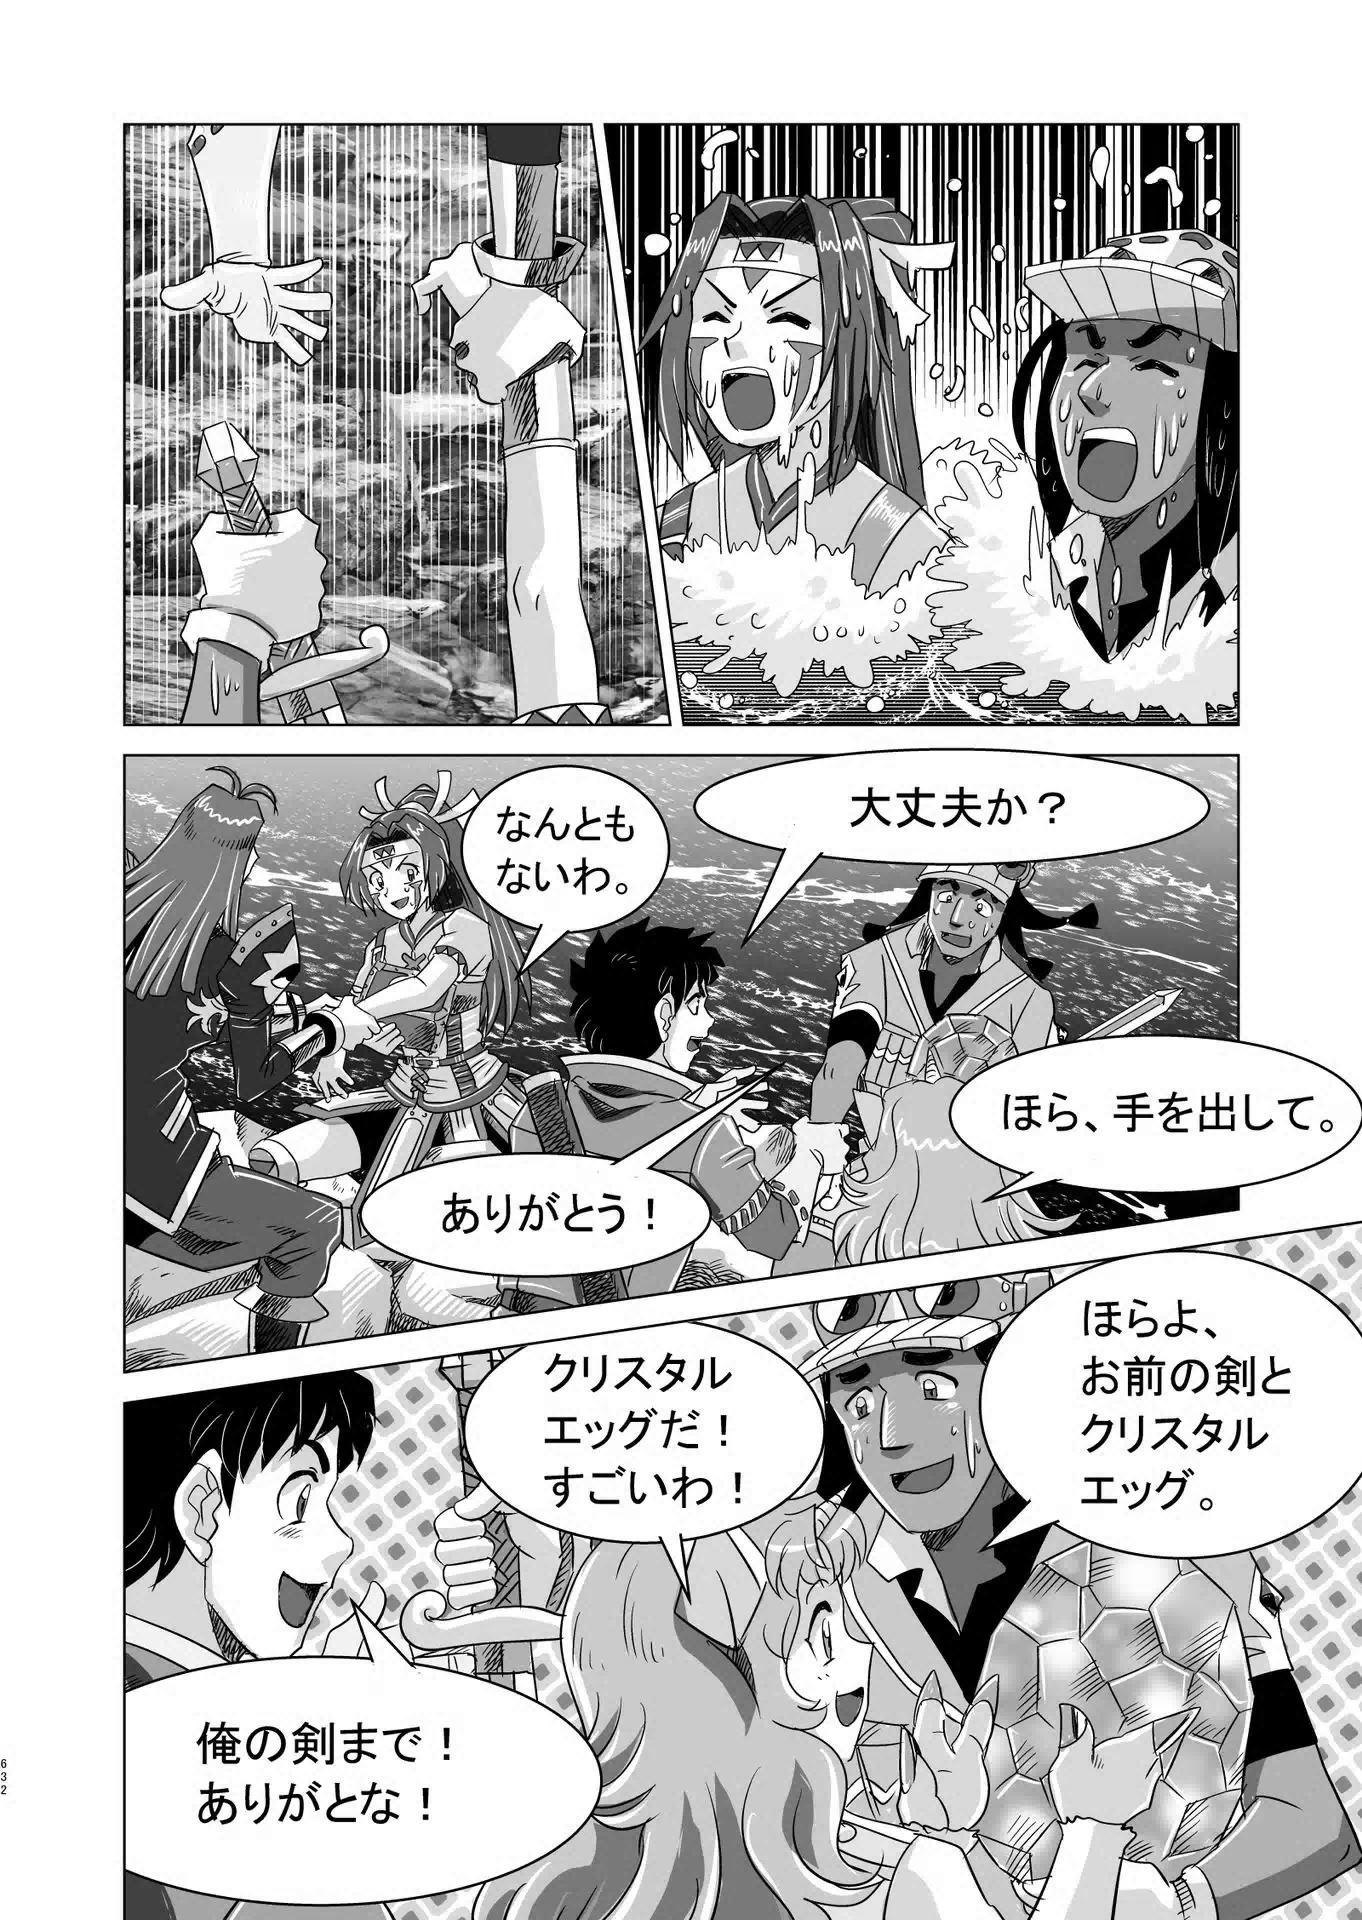 大丈夫か？
なんとも
ないわ。
ほら、手を出して。
ありがとう！
ほらよ、
お前の剣と
クリスタル
エッグ。
クリスタル
エッグだ！
すごいわ！
俺の剣まで！
ありがとな！
632